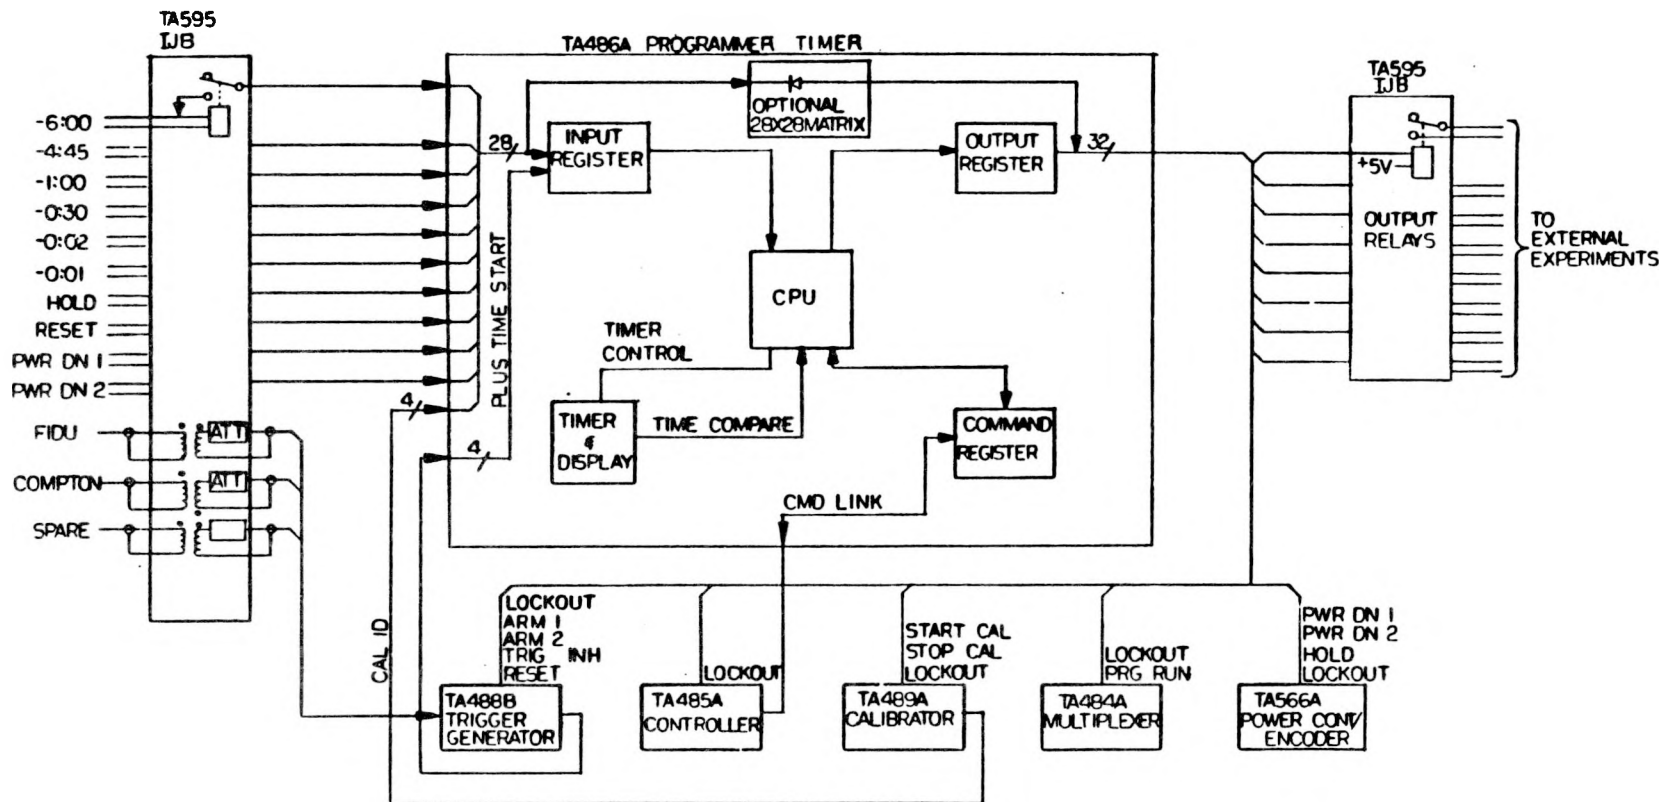 TA595
IJB
-6:00
-4:45
-1:00
-0:30
-0:02
-0:01
HOLD
RESET
PWR DN 1
PWR DN 2
FIDU
COMPTON
SPARE
ATT
ATT
TA486A PROGRAMMER TIMER
OPTIONAL
28X28MATRIX
28
INPUT
REGISTER
OUTPUT
REGISTER
32
PLUS TIME START
CPU
TIMER
CONTROL
4
4
TIMER
&
DISPLAY
TIME COMPARE
COMMAND
REGISTER
CMD LINK
TA595
IJB
+5V
OUTPUT
RELAYS
TO
EXTERNAL
EXPERIMENTS
CAL ID
LOCKOUT
ARM 1
ARM 2
TRIG INH
RESET
TA488B
TRIGGER
GENERATOR
LOCKOUT
TA485A
CONTROLLER
START CAL
STOP CAL
LOCKOUT
TA489A
CALIBRATOR
LOCKOUT
PRG RUN
TA484A
MULTIPLEXER
PWR DN 1
PWR DN 2
HOLD
LOCKOUT
TA566A
POWER CONT/
ENCODER